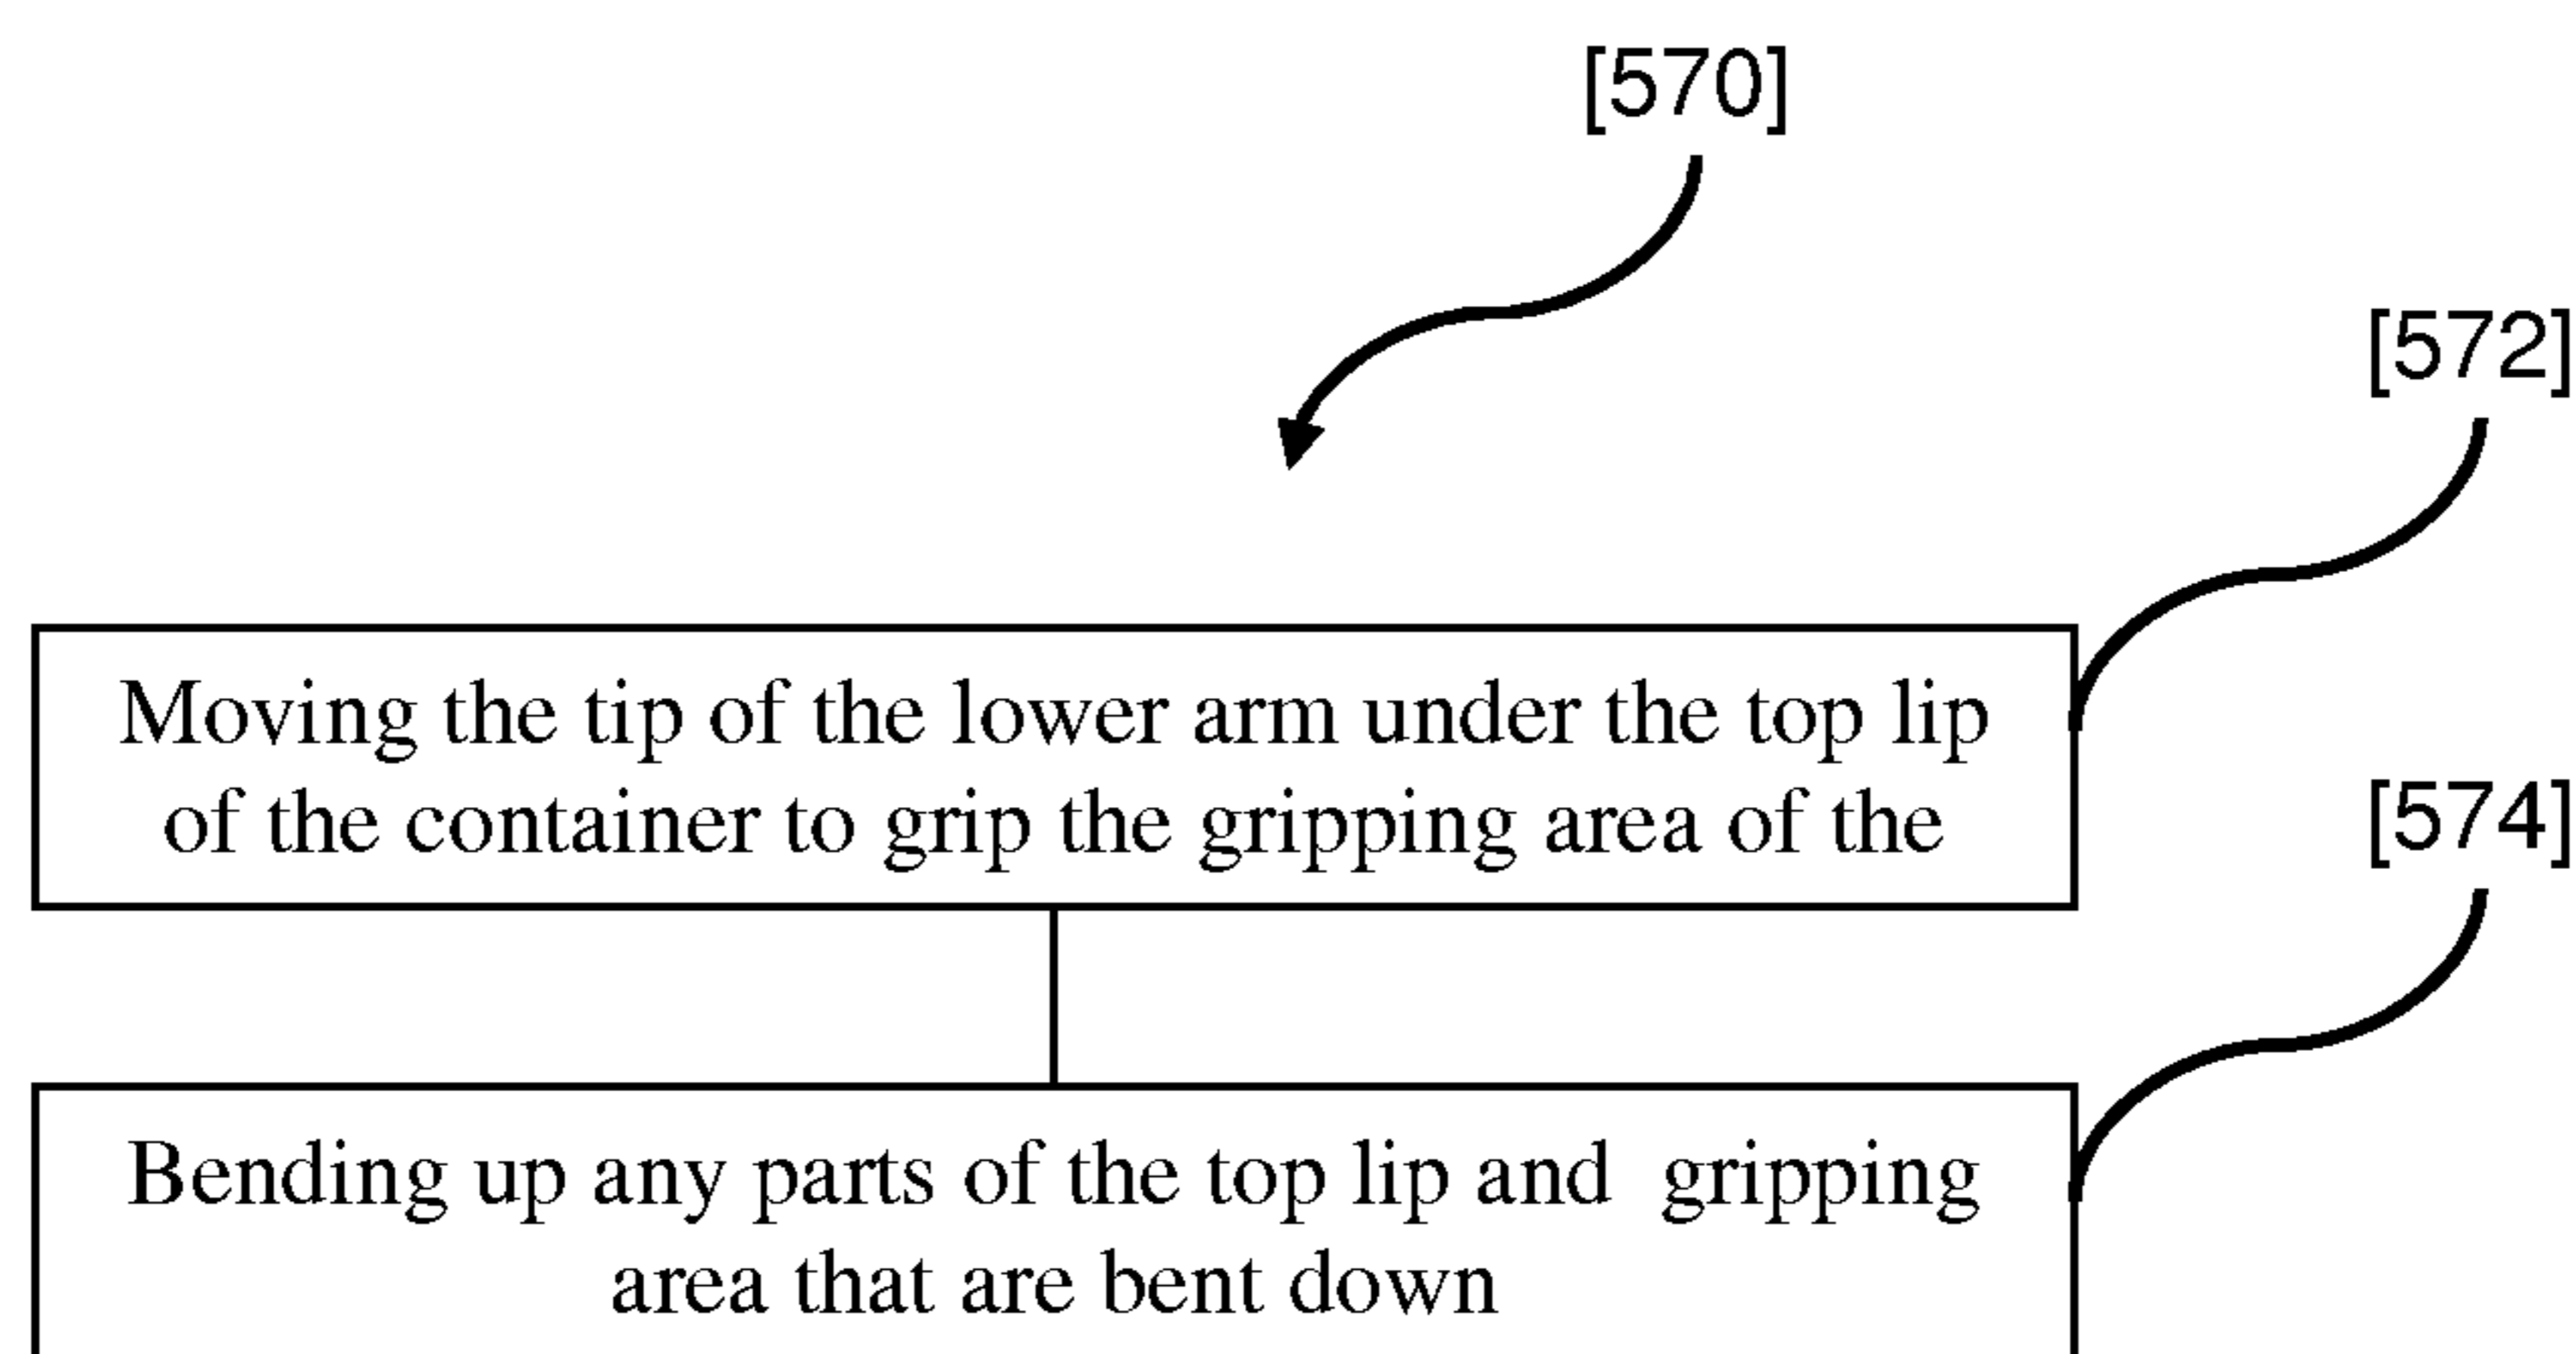 [570]
[572]
Moving the tip of the lower arm under the top lip
of the container to grip the gripping area of the
[574]
Bending up any parts of the top lip and  gripping
area that are bent down